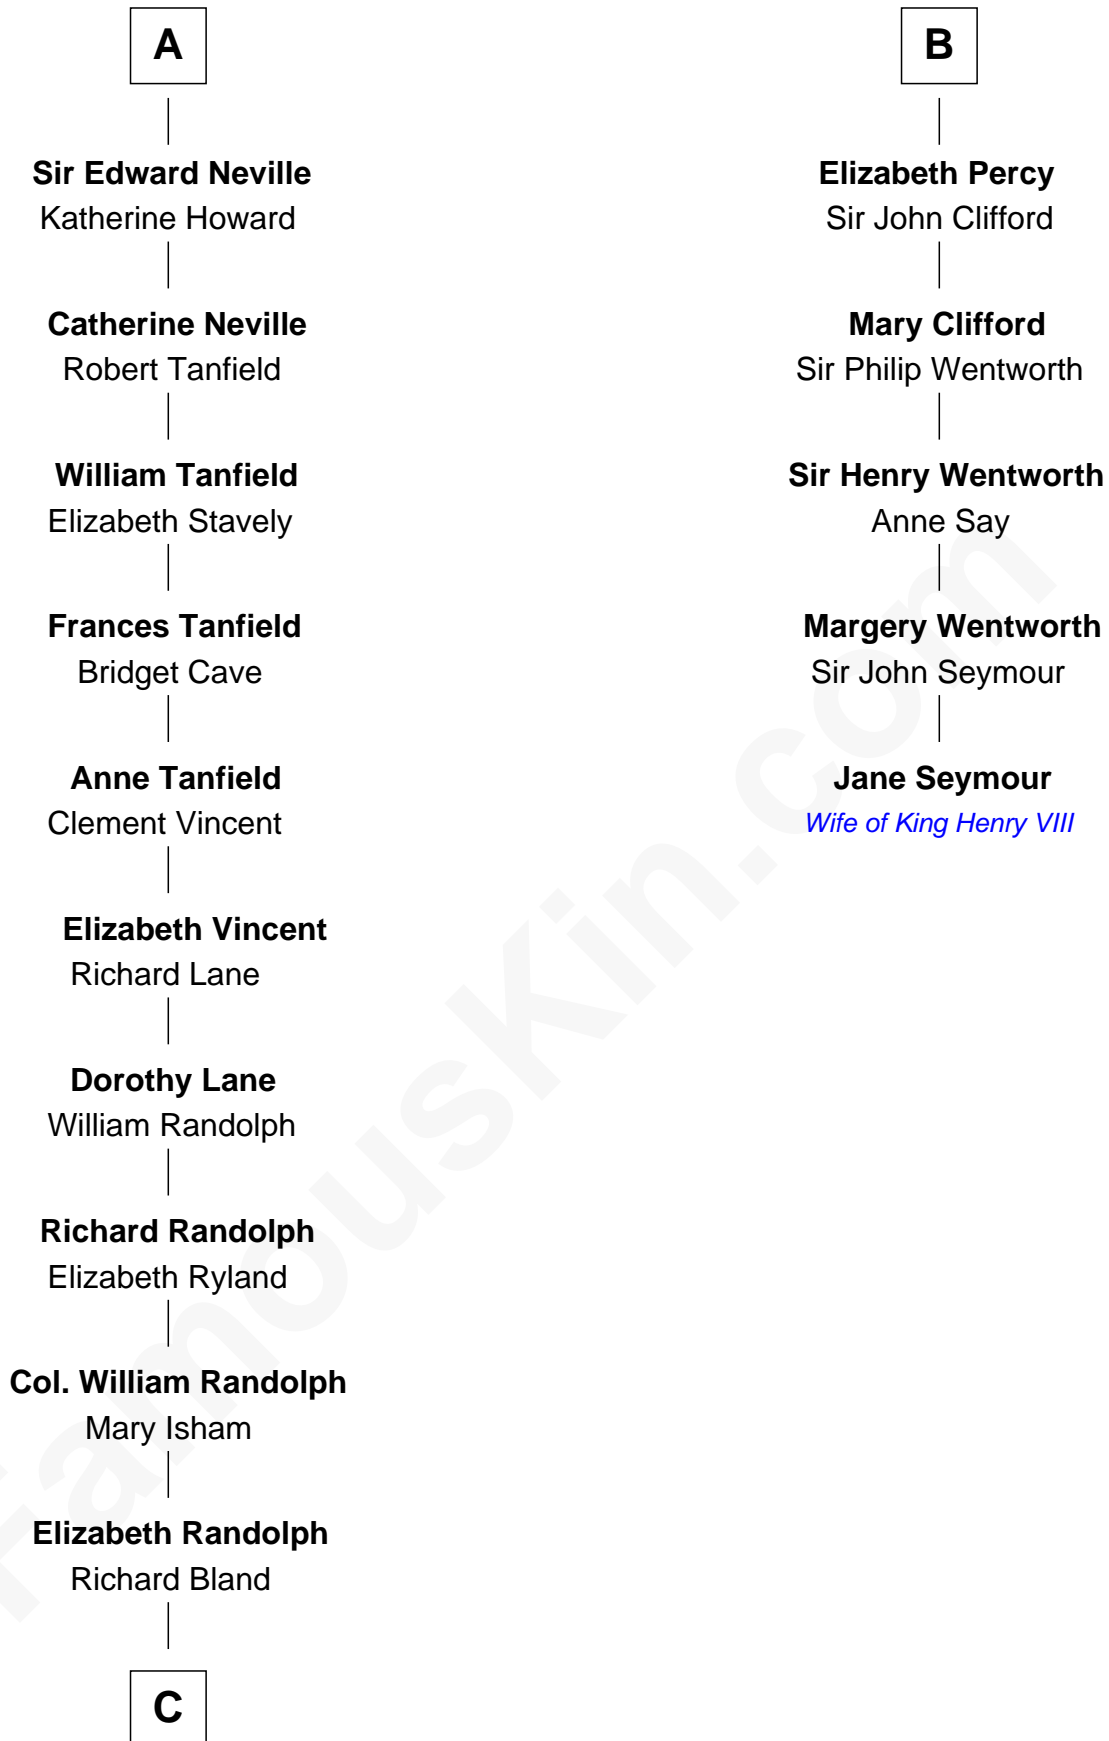 A
Sir Edward Neville
Katherine Howard
Catherine Neville
Robert Tanfield
William Tanfield
Elizabeth Stavely
Frances Tanfield
Bridget Cave
Anne Tanfield
Clement Vincent
Elizabeth Vincent
Richard Lane
Dorothy Lane
William Randolph
Richard Randolph
Elizabeth Ryland
Col. William Randolph
Mary Isham
Elizabeth Randolph
Richard Bland
C
B
Elizabeth Percy
Sir John Clifford
Mary Clifford
Sir Philip Wentworth
Sir Henry Wentworth
Anne Say
Margery Wentworth
Sir John Seymour
Jane Seymour
Wife of King Henry VIII
FamousKin.com